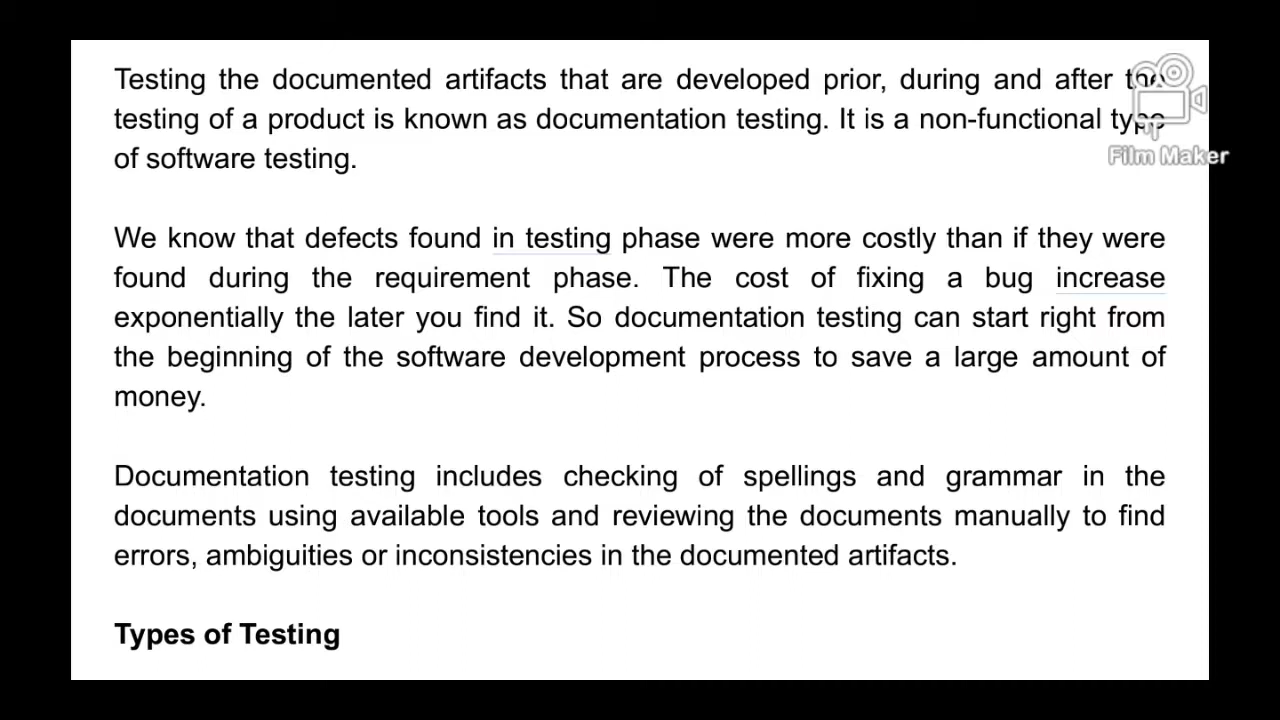 Testing the documented artifacts that are developed prior, during and after the
testing of a product is known as documentation testing. It is a non-functional type
of software testing.
Film Maker
We know that defects found in testing phase were more costly than if they were
found during the requirement phase. The cost of fixing a bug increase
exponentially the later you find it. So documentation testing can start right from
the beginning of the software development process to save a large amount of
money.
Documentation testing includes checking of spellings and grammar in the
documents using available tools and reviewing the documents manually to find
errors, ambiguities or inconsistencies in the documented artifacts.
Types of Testing